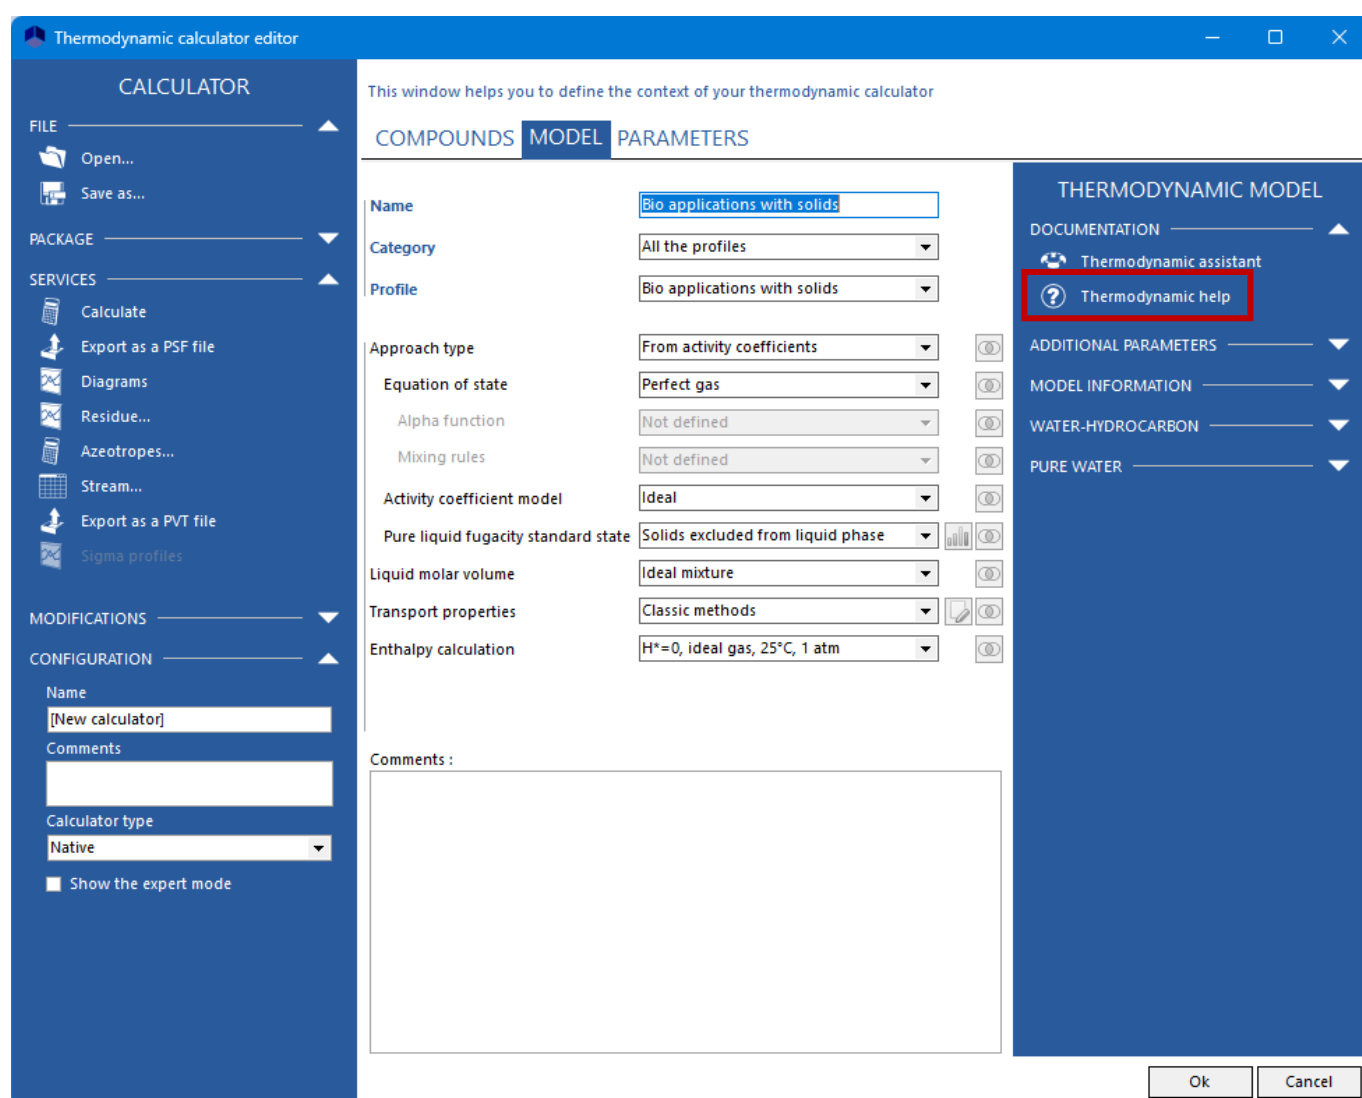 Thermodynamic calculator editor
CALCULATOR
FILE
Open...
Save as...
PACKAGE
SERVICES
Calculate
Export as a PSF file
Diagrams
Residue...
Azeotropes...
Stream...
Export as a PVT file
Sigma profiles
MODIFICATIONS
CONFIGURATION
Name
[New calculator]
Comments
Calculator type
Native
Show the expert mode
This window helps you to define the context of your thermodynamic calculator
COMPOUNDS MODEL PARAMETERS
Name Bio applications with solids
Category All the profiles
Profile Bio applications with solids
Approach type From activity coefficients
Equation of state Perfect gas
Alpha function Not defined
Mixing rules Not defined
Activity coefficient model Ideal
Pure liquid fugacity standard state Solids excluded from liquid phase
Liquid molar volume Ideal mixture
Transport properties Classic methods
Enthalpy calculation H*=0, ideal gas, 25°C, 1 atm
Comments :
THERMODYNAMIC MODEL
DOCUMENTATION
Thermodynamic assistant
Thermodynamic help
ADDITIONAL PARAMETERS
MODEL INFORMATION
WATER-HYDROCARBON
PURE WATER
Ok Cancel